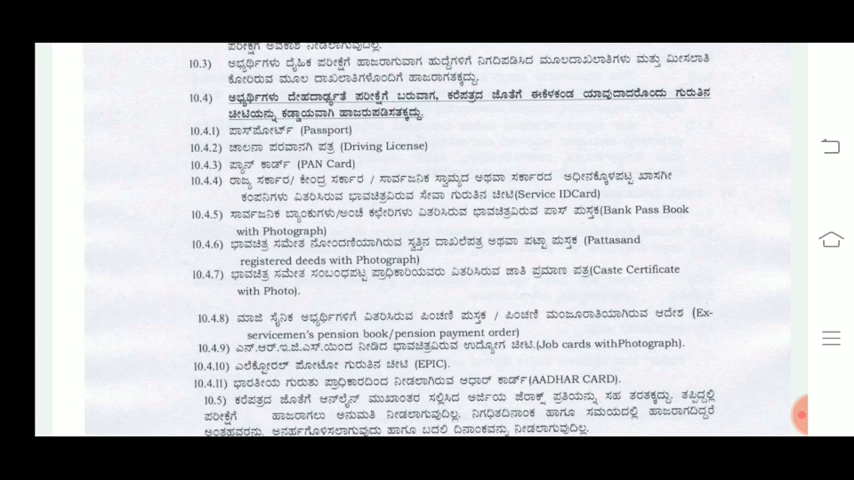 ಪರೀಕ್ಷೆಗೆ ಅವಕಾಶ ನೀಡಲಾಗುವುದಿಲ್ಲ.
10.3) ಅಭ್ಯರ್ಥಿಗಳು ದೈಹಿಕ ಪರೀಕ್ಷೆಗೆ ಹಾಜರಾಗುವಾಗ ಹುದ್ದೆಗಳಿಗೆ ನಿಗದಿಪಡಿಸಿದ ಮೂಲದಾಖಲಾತಿಗಳು ಮತ್ತು ಮೀಸಲಾತಿ
ಕೋರಿರುವ ಮೂಲ ದಾಖಲಾತಿಗಳೊಂದಿಗೆ ಹಾಜರಾಗತಕ್ಕದ್ದು.
10.4) ಅಭ್ಯರ್ಥಿಗಳು ದೇಹದಾರ್ಢ್ಯತೆ ಪರೀಕ್ಷೆಗೆ ಬರುವಾಗ, ಕರೆಪತ್ರದ ಜೊತೆಗೆ ಈಕೆಳಕಂಡ ಯಾವುದಾದರೊಂದು ಗುರುತಿನ
ಚೀಟಿಯನ್ನು ಕಡ್ಡಾಯವಾಗಿ ಹಾಜರುಪಡಿಸತಕ್ಕದ್ದು.
10.4.1) ಪಾಸ್‌ಪೋರ್ಟ್ (Passport)
10.4.2) ಚಾಲನಾ ಪರವಾನಗಿ ಪತ್ರ (Driving License)
10.4.3) ಪ್ಯಾನ್ ಕಾರ್ಡ್ (PAN Card)
10.4.4) ರಾಜ್ಯ ಸರ್ಕಾರ/ ಕೇಂದ್ರ ಸರ್ಕಾರ / ಸಾರ್ವಜನಿಕ ಸ್ವಾಮ್ಯದ ಅಥವಾ ಸರ್ಕಾರದ ಅಧೀನಕ್ಕೊಳಪಟ್ಟ ಖಾಸಗೀ
ಕಂಪನಿಗಳು ವಿತರಿಸಿರುವ ಭಾವಚಿತ್ರವಿರುವ ಸೇವಾ ಗುರುತಿನ ಚೀಟಿ(Service IDCard)
10.4.5) ಸಾರ್ವಜನಿಕ ಬ್ಯಾಂಕುಗಳು/ಅಂಚೆ ಕಛೇರಿಗಳು ವಿತರಿಸಿರುವ ಭಾವಚಿತ್ರವಿರುವ ಪಾಸ್ ಪುಸ್ತಕ(Bank Pass Book
with Photograph)
10.4.6) ಭಾವಚಿತ್ರ ಸಮೇತ ನೋಂದಣಿಯಾಗಿರುವ ಸ್ವತ್ತಿನ ದಾಖಲೆಪತ್ರ ಅಥವಾ ಪಟ್ಟಾ ಪುಸ್ತಕ (Pattasand
registered deeds with Photograph)
10.4.7) ಭಾವಚಿತ್ರ ಸಮೇತ ಸಂಬಂಧಪಟ್ಟ ಪ್ರಾಧಿಕಾರಿಯವರು ವಿತರಿಸಿರುವ ಜಾತಿ ಪ್ರಮಾಣ ಪತ್ರ(Caste Certificate
with Photo).
10.4.8) ಮಾಜಿ ಸೈನಿಕ ಅಭ್ಯರ್ಥಿಗಳಿಗೆ ವಿತರಿಸಿರುವ ಪಿಂಚಣಿ ಪುಸ್ತಕ / ಪಿಂಚಣಿ ಮಂಜೂರಾತಿಯಾಗಿರುವ ಆದೇಶ (Ex-
servicemen's pension book/pension payment order)
10.4.9) ಎನ್.ಆರ್.ಇ.ಜಿ.ಎಸ್.ಯಿಂದ ನೀಡಿದ ಭಾವಚಿತ್ರವಿರುವ ಉದ್ಯೋಗ ಚೀಟಿ.(Job cards withPhotograph).
10.4.10) ಎಲೆಕ್ಟೋರಲ್ ಪೋಟೋ ಗುರುತಿನ ಚೀಟಿ (EPIC).
10.4.11) ಭಾರತೀಯ ಗುರುತು ಪ್ರಾಧಿಕಾರದಿಂದ ನೀಡಲಾಗಿರುವ ಆಧಾರ್ ಕಾರ್ಡ್(AADHAR CARD).
10.5) ಕರೆಪತ್ರದ ಜೊತೆಗೆ ಆನ್‌ಲೈನ್ ಮುಖಾಂತರ ಸಲ್ಲಿಸಿದ ಅರ್ಜಿಯ ಜೆರಾಕ್ಸ್ ಪ್ರತಿಯನ್ನು ಸಹ ತರತಕ್ಕದ್ದು. ತಪ್ಪಿದ್ದಲ್ಲಿ
ಪರೀಕ್ಷೆಗೆ ಹಾಜರಾಗಲು ಅನುಮತಿ ನೀಡಲಾಗುವುದಿಲ್ಲ. ನಿಗಧಿತದಿನಾಂಕ ಹಾಗೂ ಸಮಯದಲ್ಲಿ ಹಾಜರಾಗದಿದ್ದರೆ
ಅಂತಹವರನ್ನು ಅನರ್ಹಗೊಳಿಸಲಾಗುವುದು ಹಾಗೂ ಬದಲಿ ದಿನಾಂಕವನ್ನು ನೀಡಲಾಗುವುದಿಲ್ಲ.